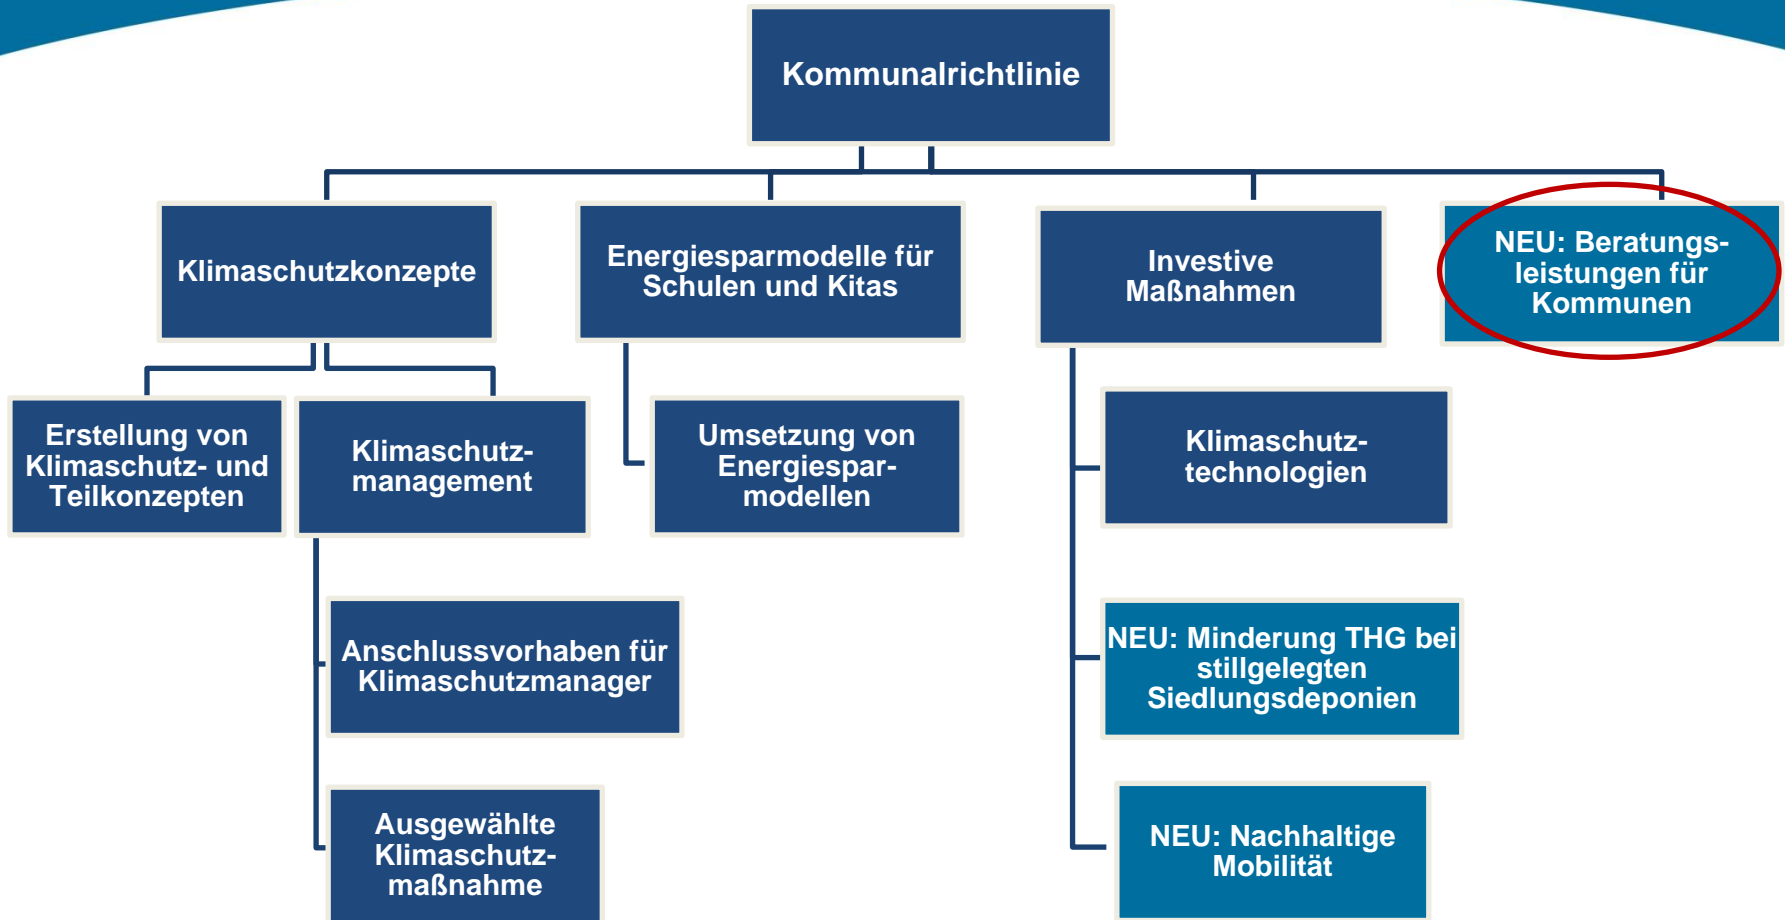 Kommunalrichtlinie
Klimaschutzkonzepte
Energiesparmodelle für
Schulen und Kitas
Investive
Maßnahmen
NEU: Beratungs-
leistungen für
Kommunen
Erstellung von
Klimaschutz- und
Teilkonzepten
Klimaschutz-
management
Umsetzung von
Energiespar-
modellen
Klimaschutz-
technologien
Anschlussvorhaben für
Klimaschutzmanager
NEU: Minderung THG bei
stillgelegten
Siedlungsdeponien
Ausgewählte
Klimaschutz-
maßnahme
NEU: Nachhaltige
Mobilität